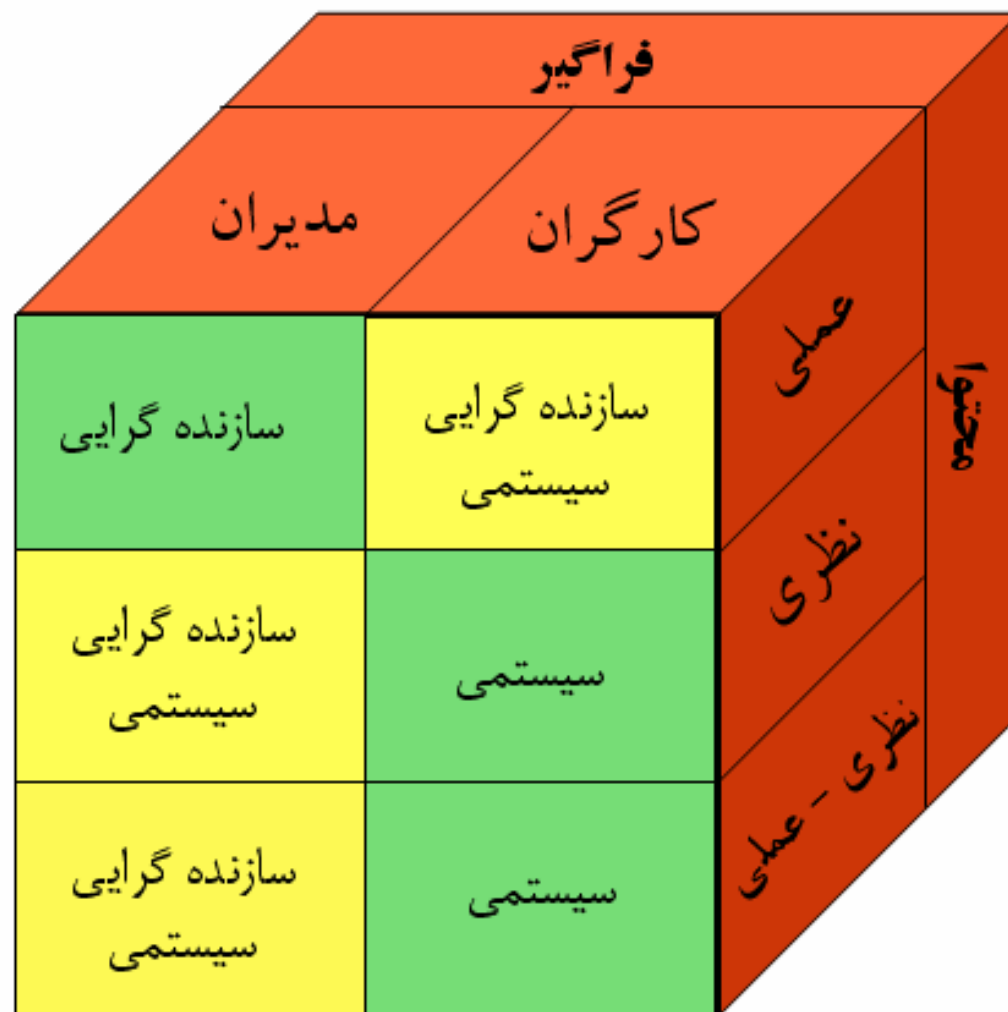 فراگیر
کارگران
مدیران
محتوا
عملی
نظری
نظری - عملی
سازنده گرایی
سیستمی
سازنده گرایی
سیستمی
سازنده گرایی
سیستمی
سیستمی
سازنده گرایی
سیستمی